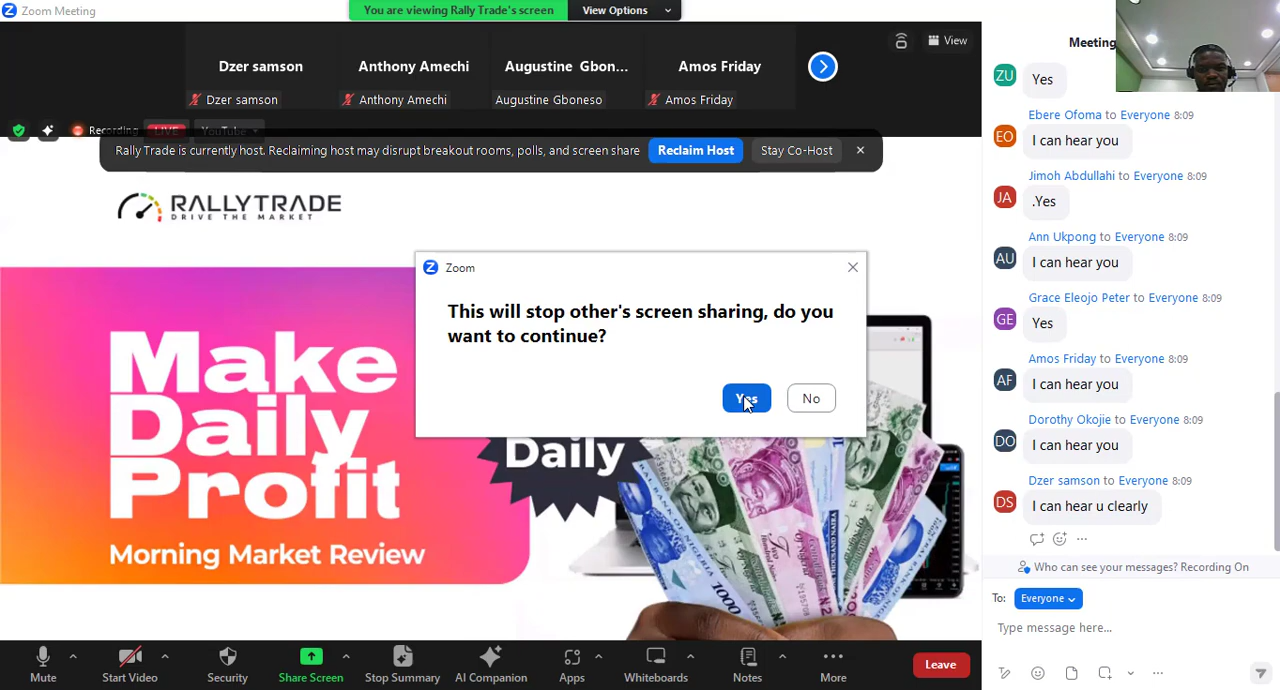 Zoom Meeting
You are viewing Rally Trade's screen
View Options
Dzer samson
Anthony Amechi
Augustine Gbon...
Amos Friday
View
Dzer samson
Anthony Amechi
Augustine Gboneso
Amos Friday
Recording
LIVE
YouTube
Rally Trade is currently host. Reclaiming host may disrupt breakout rooms, polls, and screen share
Reclaim Host
Stay Co-Host
RALLYTRADE
DRIVE THE MARKET
Zoom
This will stop other's screen sharing, do you
want to continue?
Yes
No
Make
Daily
Profit
Morning Market Review
Daily
1000
Meeting
ZU
Yes
Ebere Ofoma to Everyone 8:09
EO
I can hear you
Jimoh Abdullahi to Everyone 8:09
JA
.Yes
Ann Ukpong to Everyone 8:09
AU
I can hear you
Grace Eleojo Peter to Everyone 8:09
GE
Yes
Amos Friday to Everyone 8:09
AF
I can hear you
Dorothy Okojie to Everyone 8:09
DO
I can hear you
Dzer samson to Everyone 8:09
DS
I can hear u clearly
Who can see your messages? Recording On
To: Everyone
Type message here...
Mute
Start Video
Security
Share Screen
Stop Summary
AI Companion
Apps
Whiteboards
Notes
More
Leave